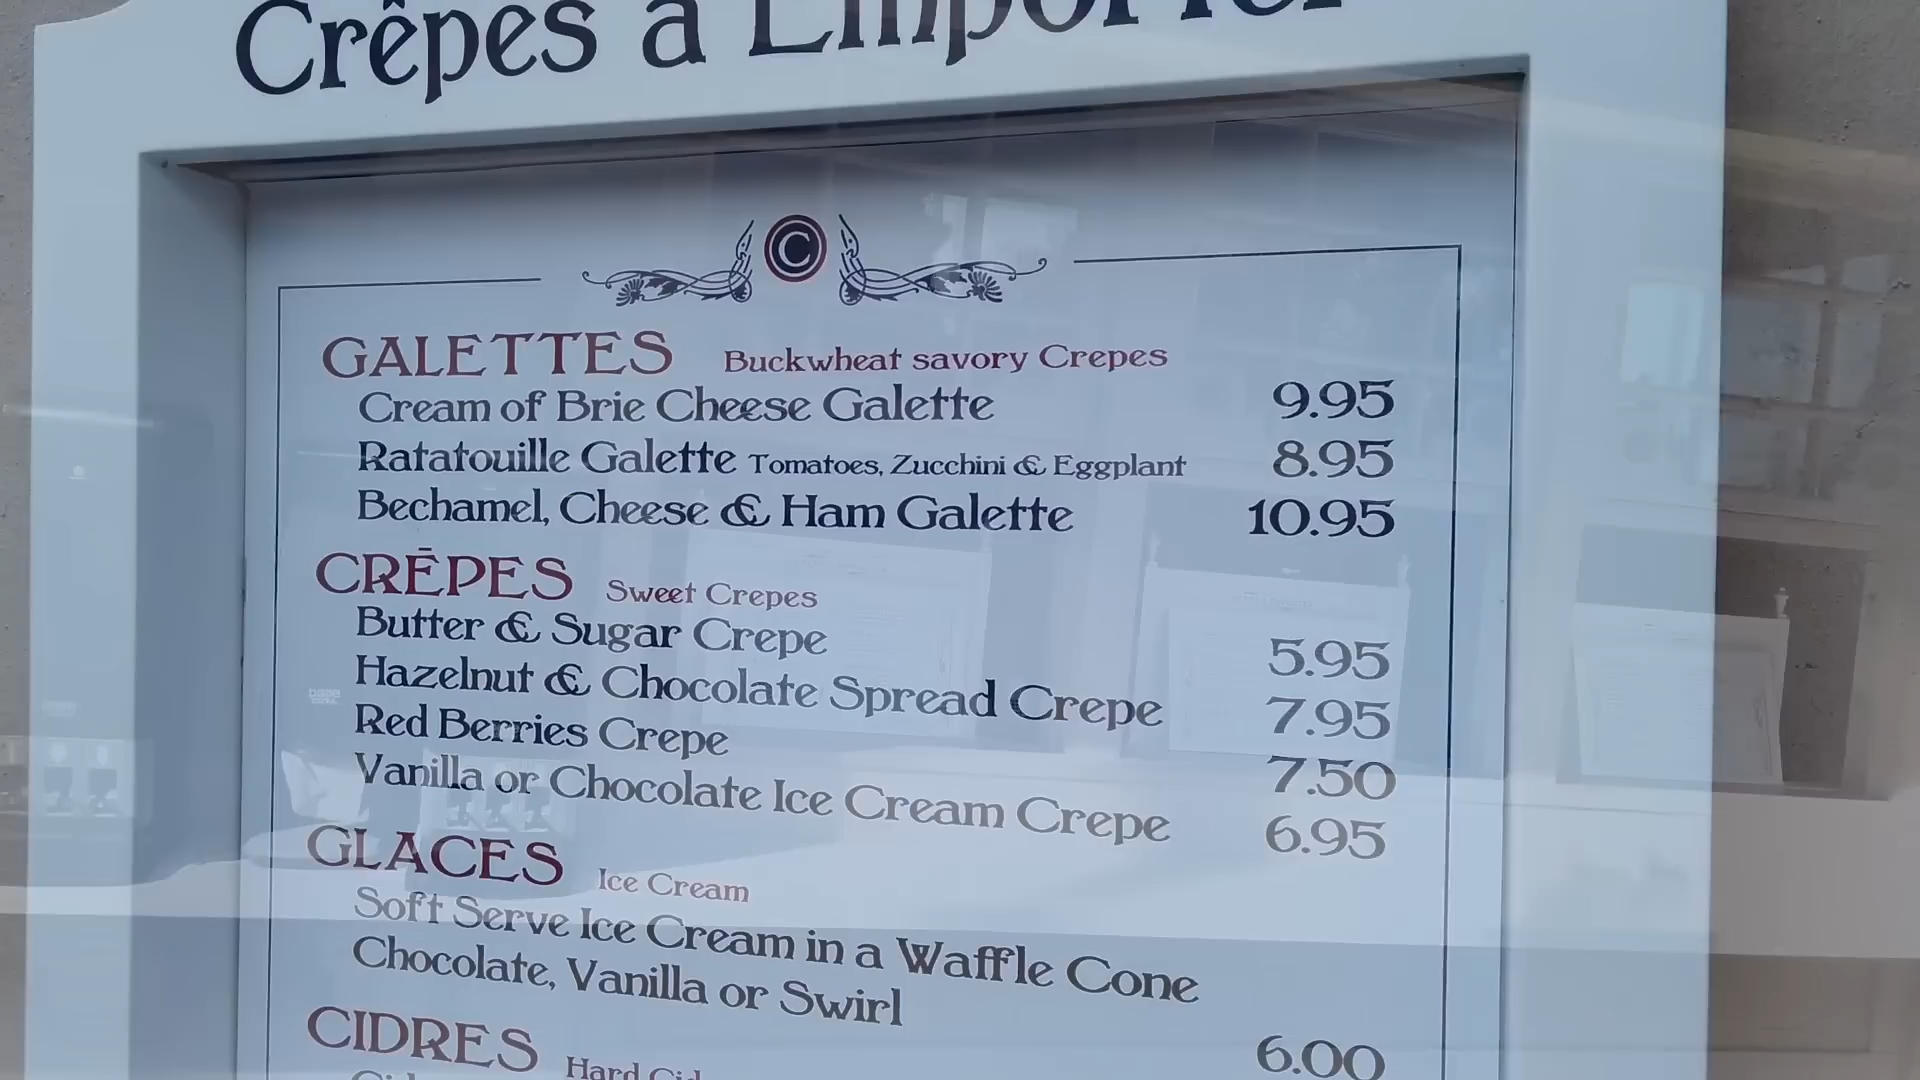 Crêpes à Emporter
C
GALETTES Buckwheat savory Crepes
Cream of Brie Cheese Galette 9.95
Ratatouille Galette Tomatoes, Zucchini & Eggplant 8.95
Bechamel, Cheese & Ham Galette 10.95
CRÊPES Sweet Crepes
Butter & Sugar Crepe 5.95
Hazelnut & Chocolate Spread Crepe 7.95
Red Berries Crepe 7.50
Vanilla or Chocolate Ice Cream Crepe 6.95
GLACES Ice Cream
Soft Serve Ice Cream in a Waffle Cone
Chocolate, Vanilla or Swirl 6.00
CIDRES Hard